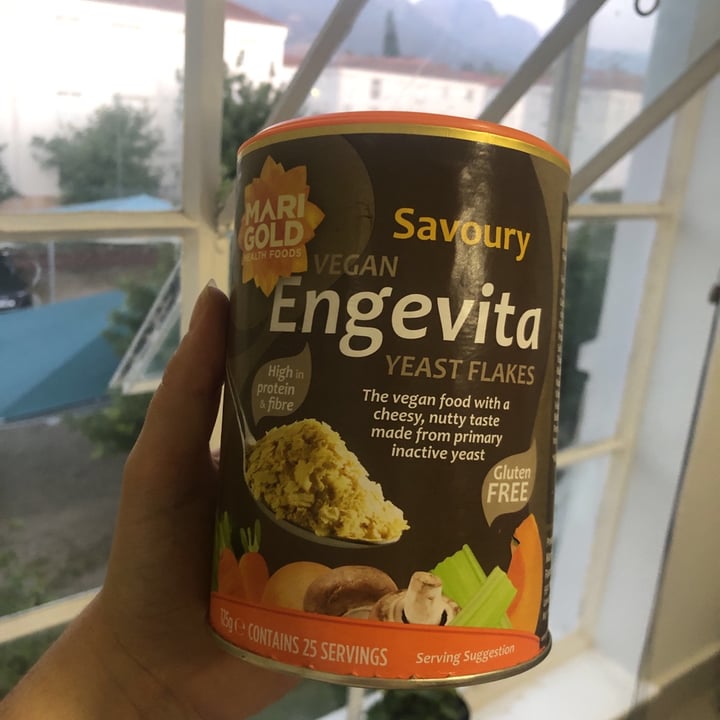 MARI
GOLD
HEALTH FOODS
Savoury
VEGAN
Engevita
YEAST FLAKES
High in
protein
& fibre
The vegan food with a
cheesy, nutty taste
made from primary
inactive yeast
Gluten
FREE
125g e CONTAINS 25 SERVINGS
Serving Suggestion